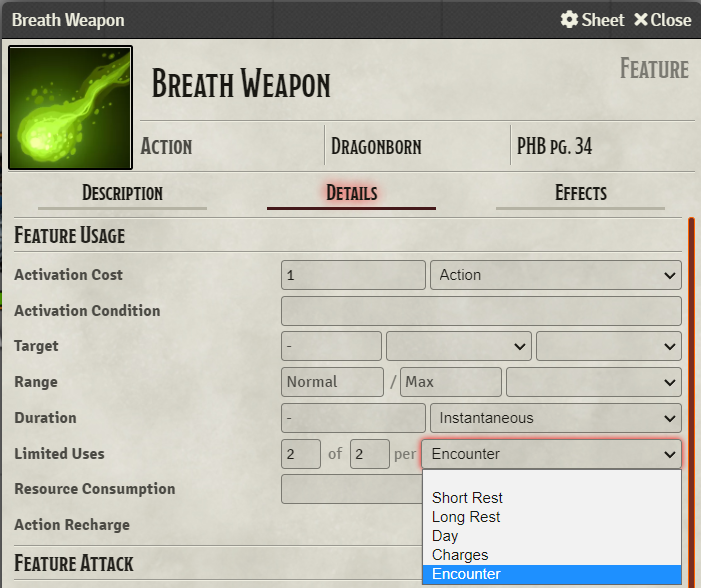 Breath Weapon Sheet Close
Breath Weapon
Feature
Action Dragonborn PHB pg. 34
Description Details Effects
Feature Usage
Activation Cost 1 Action
Activation Condition
Target - 
Range Normal / Max
Duration - Instantaneous
Limited Uses 2 of 2 per Encounter
Resource Consumption
Short Rest
Long Rest
Day
Charges
Encounter
Action Recharge
Feature Attack